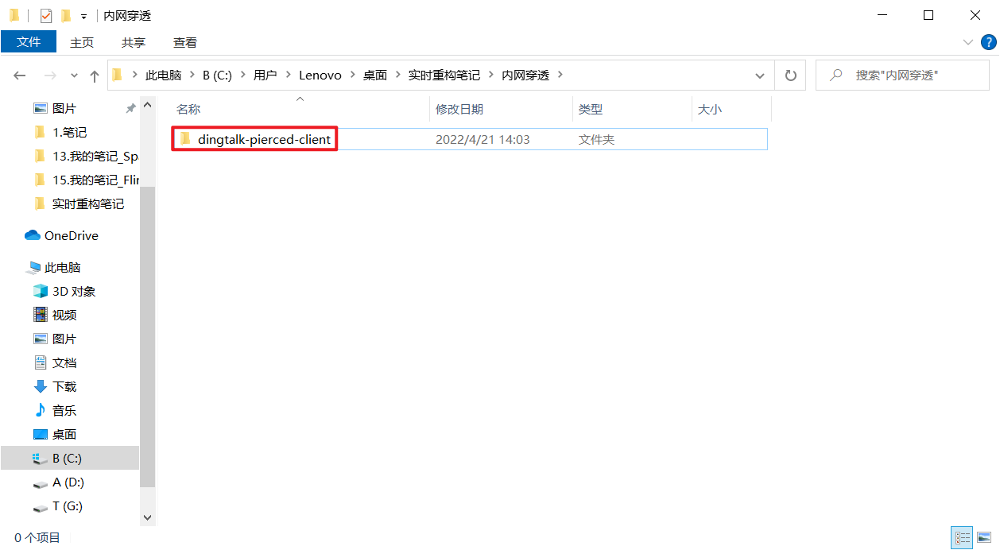 内网穿透
文件 主页 共享 查看
此电脑 B (C:) 用户 Lenovo 桌面 实时重构笔记 内网穿透
搜索"内网穿透"
名称 修改日期 类型 大小
dingtalk-pierced-client 2022/4/21 14:03 文件夹
图片
1.笔记
13.我的笔记_Sp
15.我的笔记_Flin
实时重构笔记
OneDrive
此电脑
3D 对象
视频
图片
文档
下载
音乐
桌面
B (C:)
A (D:)
T (G:)
0 个项目